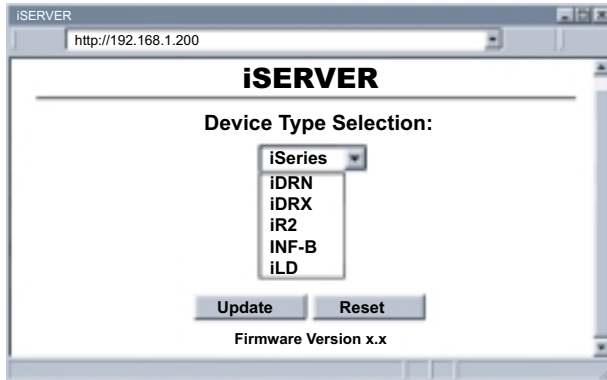 iSERVER
http://192.168.1.200
iSERVER
Device Type Selection:
iSeries
iDRN
iDRX
iR2
INF-B
iLD
Update Reset
Firmware Version x.x